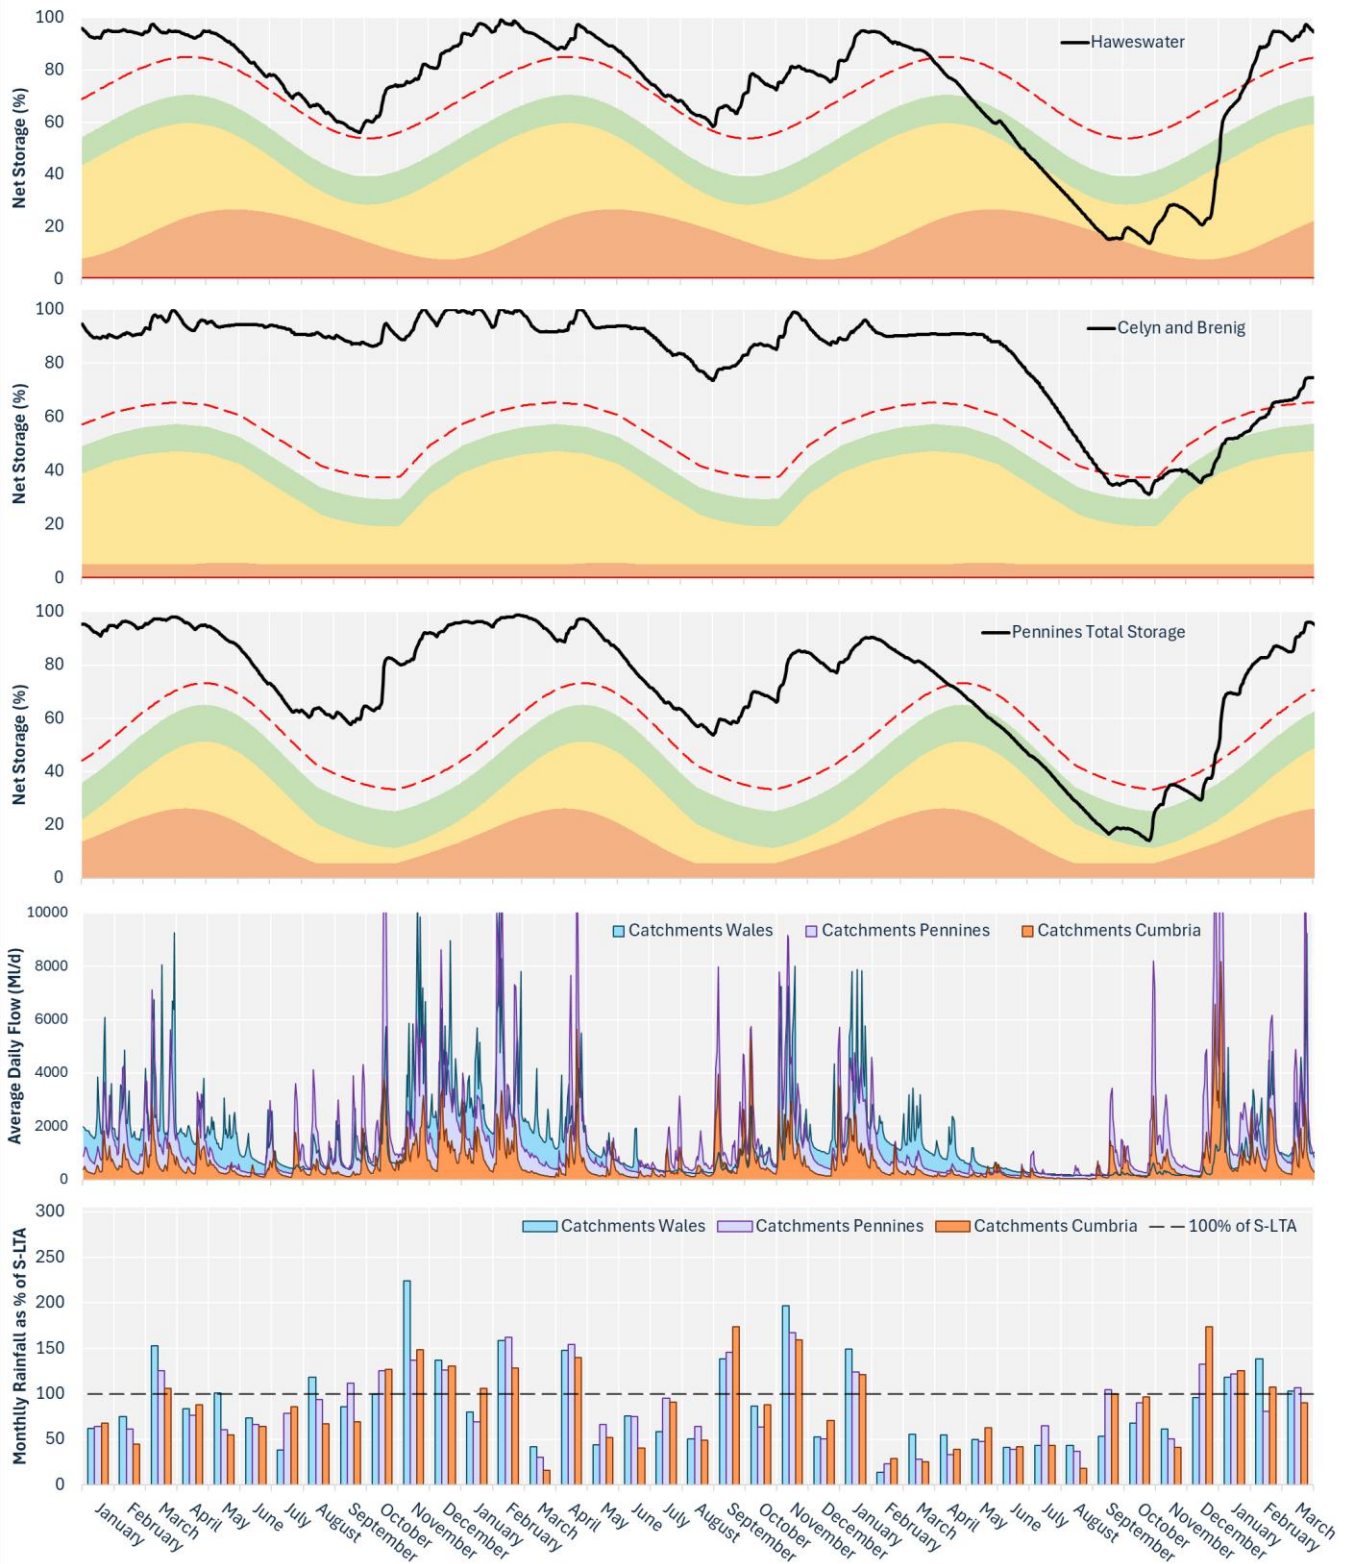 100
80
60
40
20
0
Net Storage (%)
Haweswater
100
80
60
40
20
0
Net Storage (%)
Celyn and Brenig
100
80
60
40
20
0
Net Storage (%)
Pennines Total Storage
10000
8000
6000
4000
2000
0
Average Daily Flow (Ml/d)
Catchments Wales Catchments Pennines Catchments Cumbria
300
250
200
150
100
50
0
Monthlly Rainfall as % of S-LTA
Catchments Wales Catchments Pennines Catchments Cumbria 100% of S-LTA
January
February
March
April
May
June
July
August
September
October
November
December
January
February
March
April
May
June
July
August
September
October
November
December
January
February
March
April
May
June
July
August
September
October
November
December
January
February
March